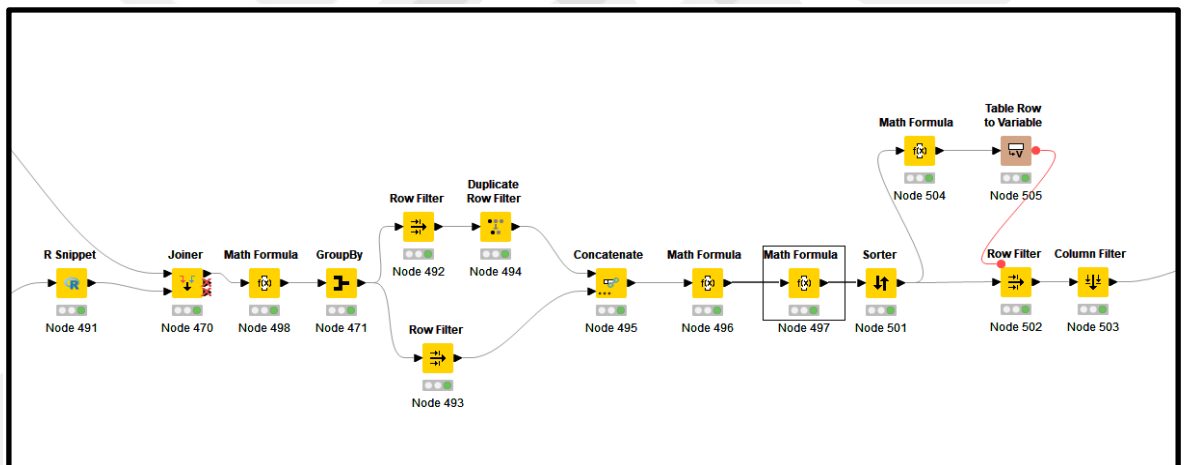 Table Row
to Variable
Math Formula
Node 504
Node 505
Duplicate
Row Filter
Row Filter
Node 492
Node 494
R Snippet
Joiner
Math Formula
GroupBy
Concatenate
Math Formula
Math Formula
Sorter
Row Filter
Column Filter
R
f(x)
f(x)
f(x)
f(x)
V
Node 491
Node 470
Node 498
Node 471
Node 495
Node 496
Node 497
Node 501
Node 502
Node 503
Row Filter
Node 493